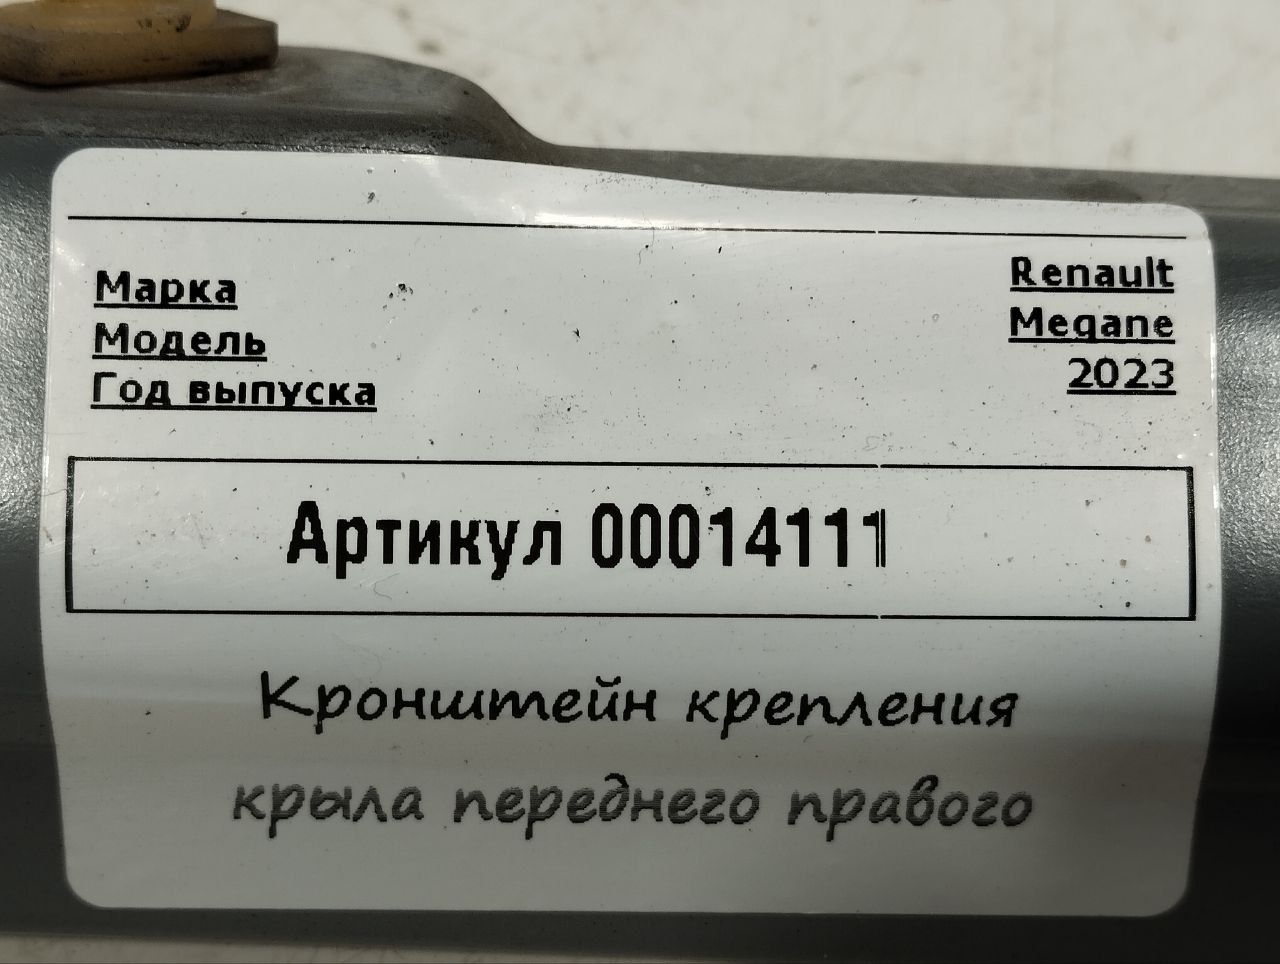 Марка Renault
Модель Megane
Год выпуска 2023
Артикул 00014111
Кронштейн крепления
крыла переднего правого